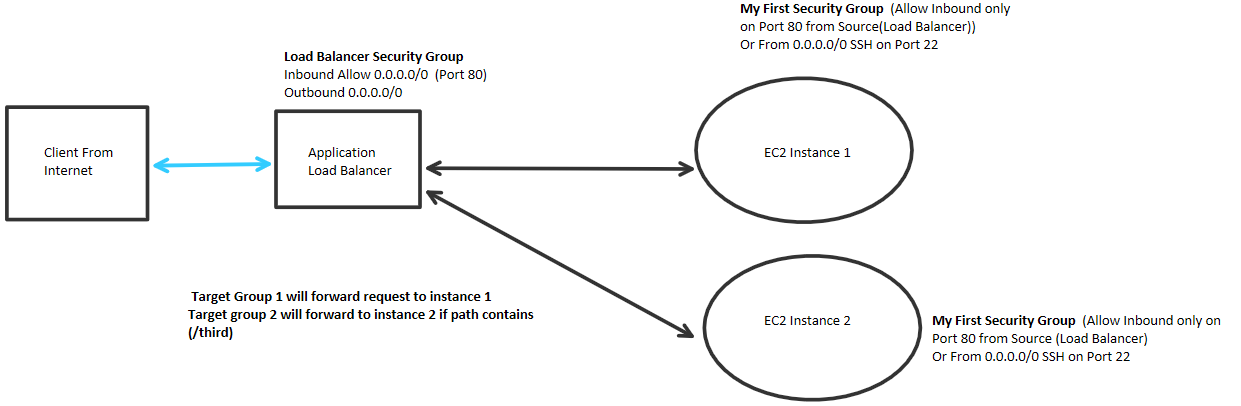 My First Security Group (Allow Inbound only
on Port 80 from Source(Load Balancer))
Or From 0.0.0.0/0 SSH on Port 22
Load Balancer Security Group
Inbound Allow 0.0.0.0/0 (Port 80)
Outbound 0.0.0.0/0
Client From
Internet
Application
Load Balancer
EC2 Instance 1
Target Group 1 will forward request to instance 1
Target group 2 will forward to instance 2 if path contains
(/third)
EC2 Instance 2
My First Security Group (Allow Inbound only on
Port 80 from Source (Load Balancer)
Or From 0.0.0.0/0 SSH on Port 22